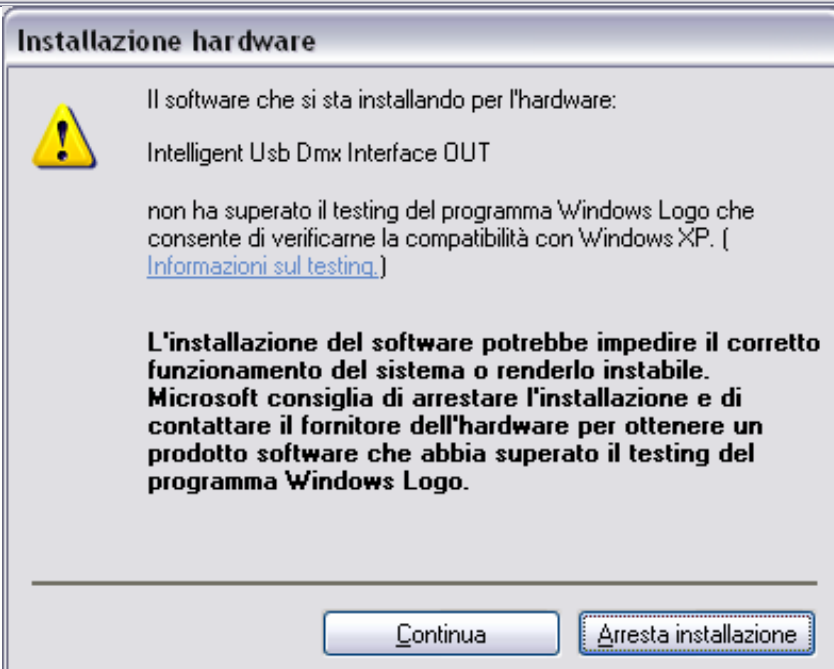 Installazione hardware
Il software che si sta installando per l'hardware:
Intelligent Usb Dmx Interface OUT
non ha superato il testing del programma Windows Logo che
consente di verificarne la compatibilità con Windows XP. (
Informazioni sul testing.)
L'installazione del software potrebbe impedire il corretto
funzionamento del sistema o renderlo instabile.
Microsoft consiglia di arrestare l'installazione e di
contattare il fornitore dell'hardware per ottenere un
prodotto software che abbia superato il testing del
programma Windows Logo.
Continua
Arresta installazione